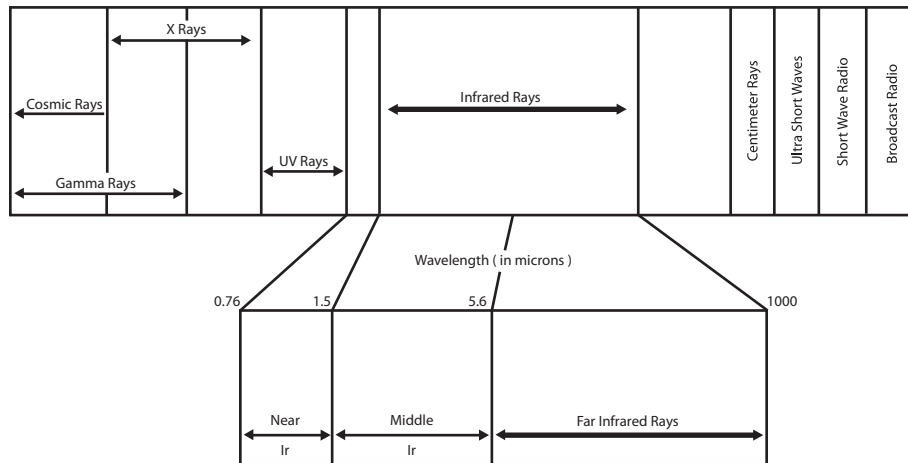 X Rays
Infrared Rays
Cosmic Rays
UV Rays
Gamma Rays
Centimeter Rays
Ultra Short Waves
Short Wave Radio
Broadcast Radio
Wavelength ( in microns )
0.76
1.5
5.6
1000
Near
Ir
Middle
Ir
Far Infrared Rays